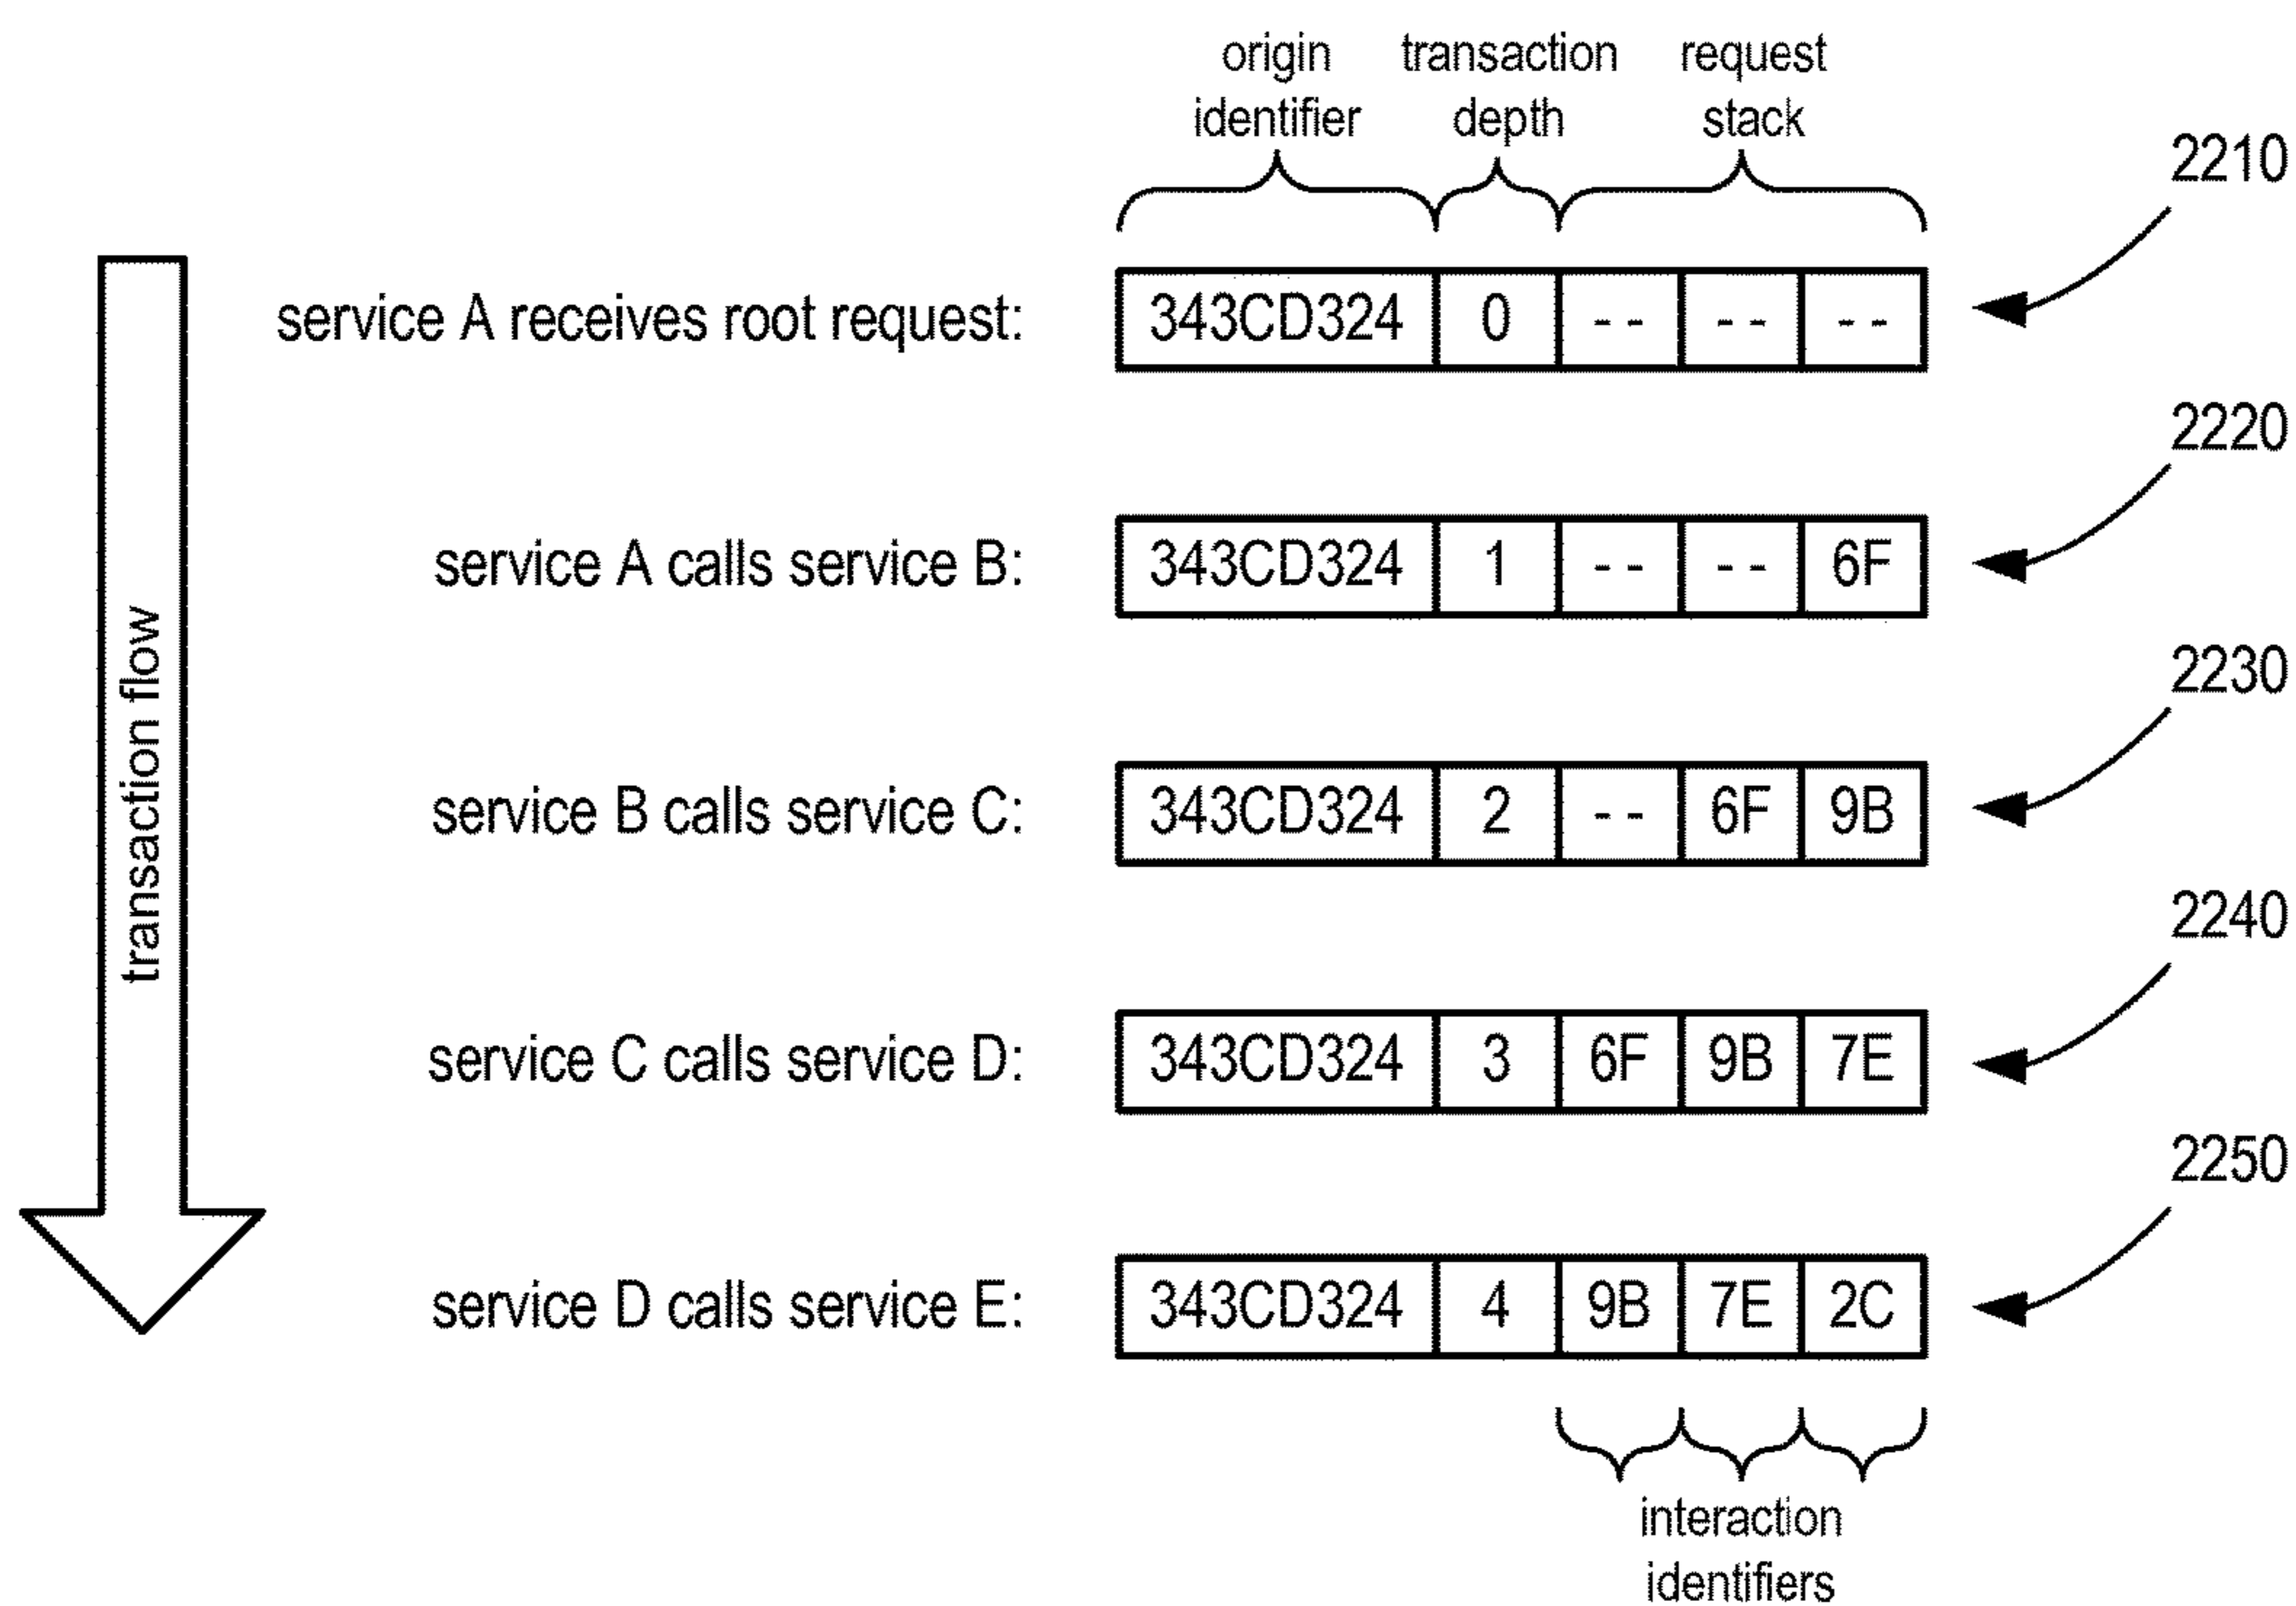 origin transaction request
identifier depth stack
2210
service A receives root request: 343CD324 0 -- -- --
2220
service A calls service B: 343CD324 1 -- -- 6F
2230
service B calls service C: 343CD324 2 -- 6F 9B
2240
service C calls service D: 343CD324 3 6F 9B 7E
2250
service D calls service E: 343CD324 4 9B 7E 2C
transaction flow
interaction
identifiers